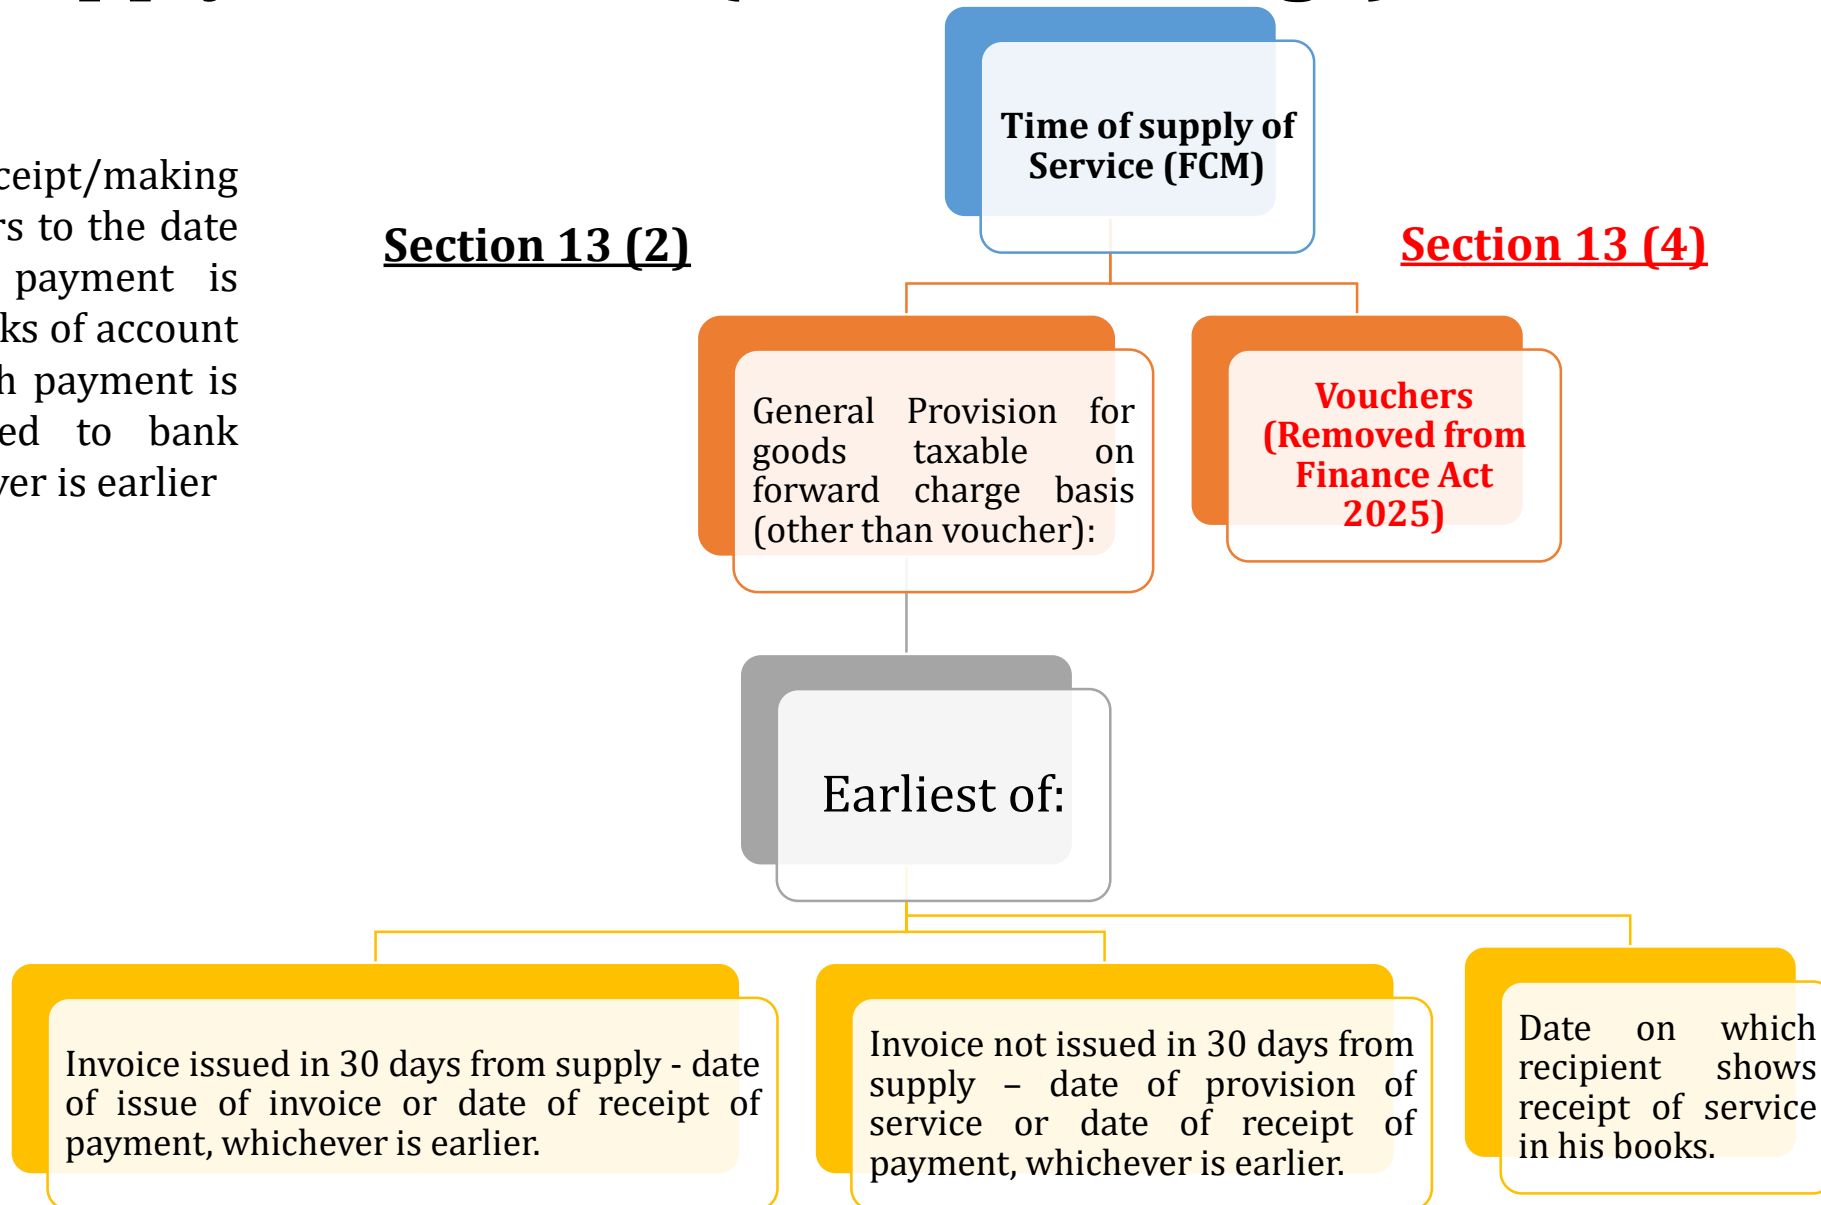 ceipt/making
rs to the date
payment is
ks of account
h payment is
ed to bank
ver is earlier
Section 13 (2)
Time of supply of
Service (FCM)
Section 13 (4)
General Provision for
goods taxable on
forward charge basis
(other than voucher):
Vouchers
(Removed from
Finance Act
2025)
Earliest of:
Invoice issued in 30 days from supply - date
of issue of invoice or date of receipt of
payment, whichever is earlier.
Invoice not issued in 30 days from
supply – date of provision of
service or date of receipt of
payment, whichever is earlier.
Date on which
recipient shows
receipt of service
in his books.